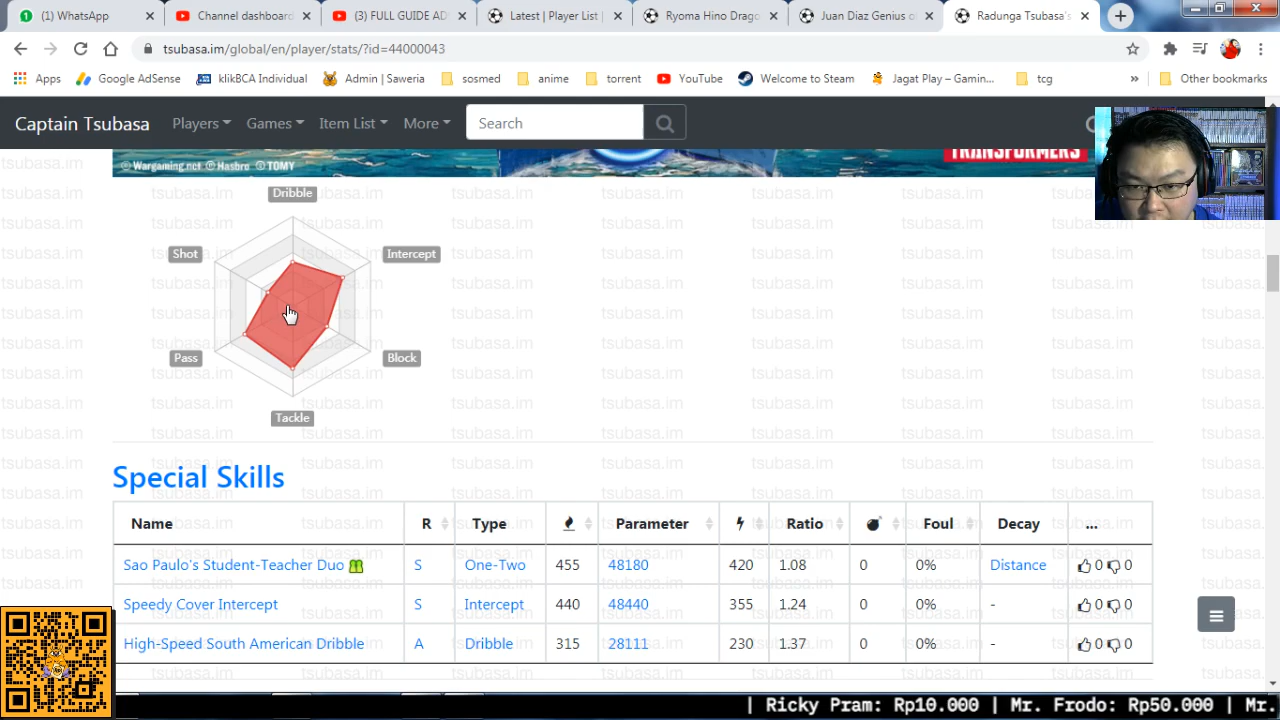 (1) WhatsApp
Channel dashboard
(3) FULL GUIDE AD
Latest | Player List |
Ryoma Hino Drago
Juan Diaz Genius o
Radunga Tsubasa's
tsubasa.im/global/en/player/stats/?id=44000043
Apps
Google AdSense
klikBCA Individual
Admin | Saweria
sosmed
anime
torrent
YouTube
Welcome to Steam
Jagat Play – Gamin...
tcg
»
Other bookmarks
Captain Tsubasa
Players
Games
Item List
More
Search
©Wargaming.net ©Hasbro ©TOMY
TRANSFORMERS
Dribble
Shot
Intercept
Pass
Block
Tackle
Special Skills
Name R Type Parameter Ratio Foul Decay ...
Sao Paulo's Student-Teacher Duo S One-Two 455 48180 420 1.08 0 0% Distance 0 0
Speedy Cover Intercept S Intercept 440 48440 355 1.24 0 0% - 0 0
High-Speed South American Dribble A Dribble 315 28111 230 1.37 0 0% - 0 0
| Ricky Pram: Rp10.000 | Mr. Frodo: Rp50.000 | Mr.